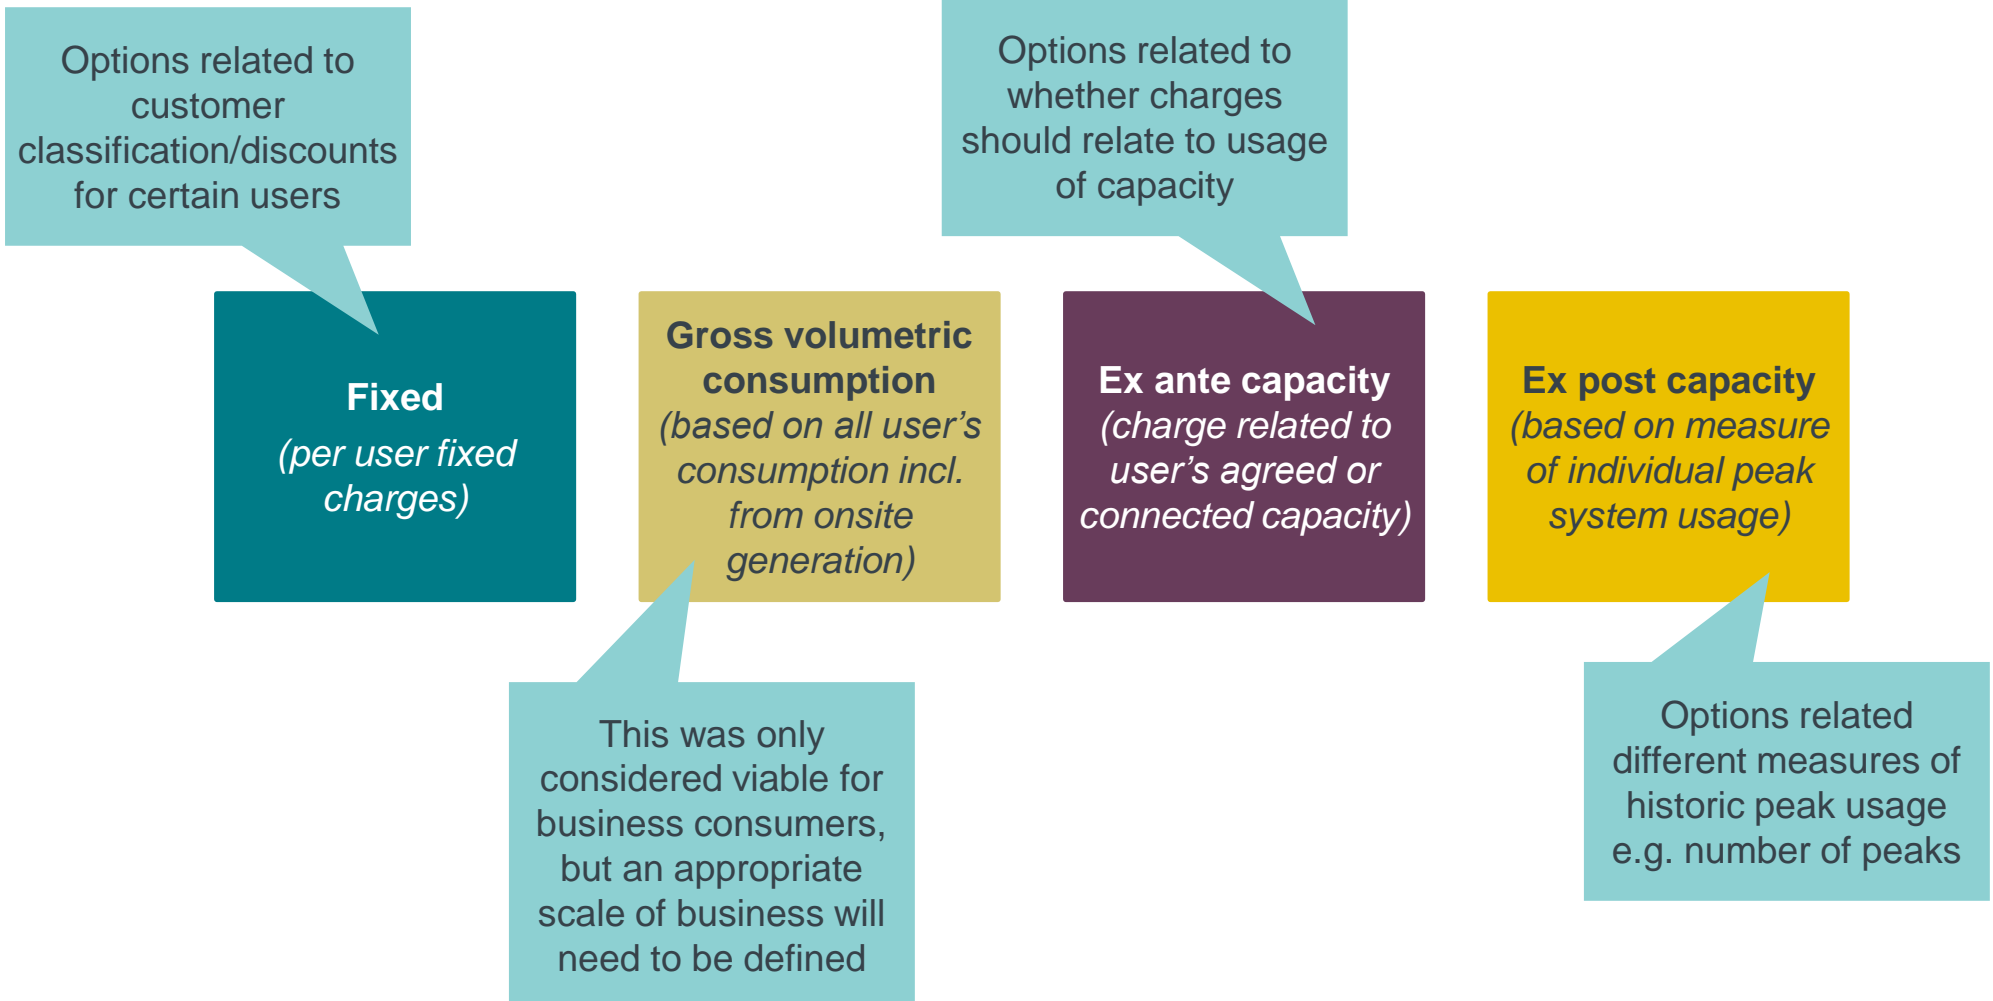 Options related to
customer
classification/discounts
for certain users
Options related to
whether charges
should relate to usage
of capacity
Fixed
(per user fixed
charges)
Gross volumetric
consumption
(based on all user’s
consumption incl.
from onsite
generation)
Ex ante capacity
(charge related to
user’s agreed or
connected capacity)
Ex post capacity
(based on measure
of individual peak
system usage)
This was only
considered viable for
business consumers,
but an appropriate
scale of business will
need to be defined
Options related
different measures of
historic peak usage
e.g. number of peaks